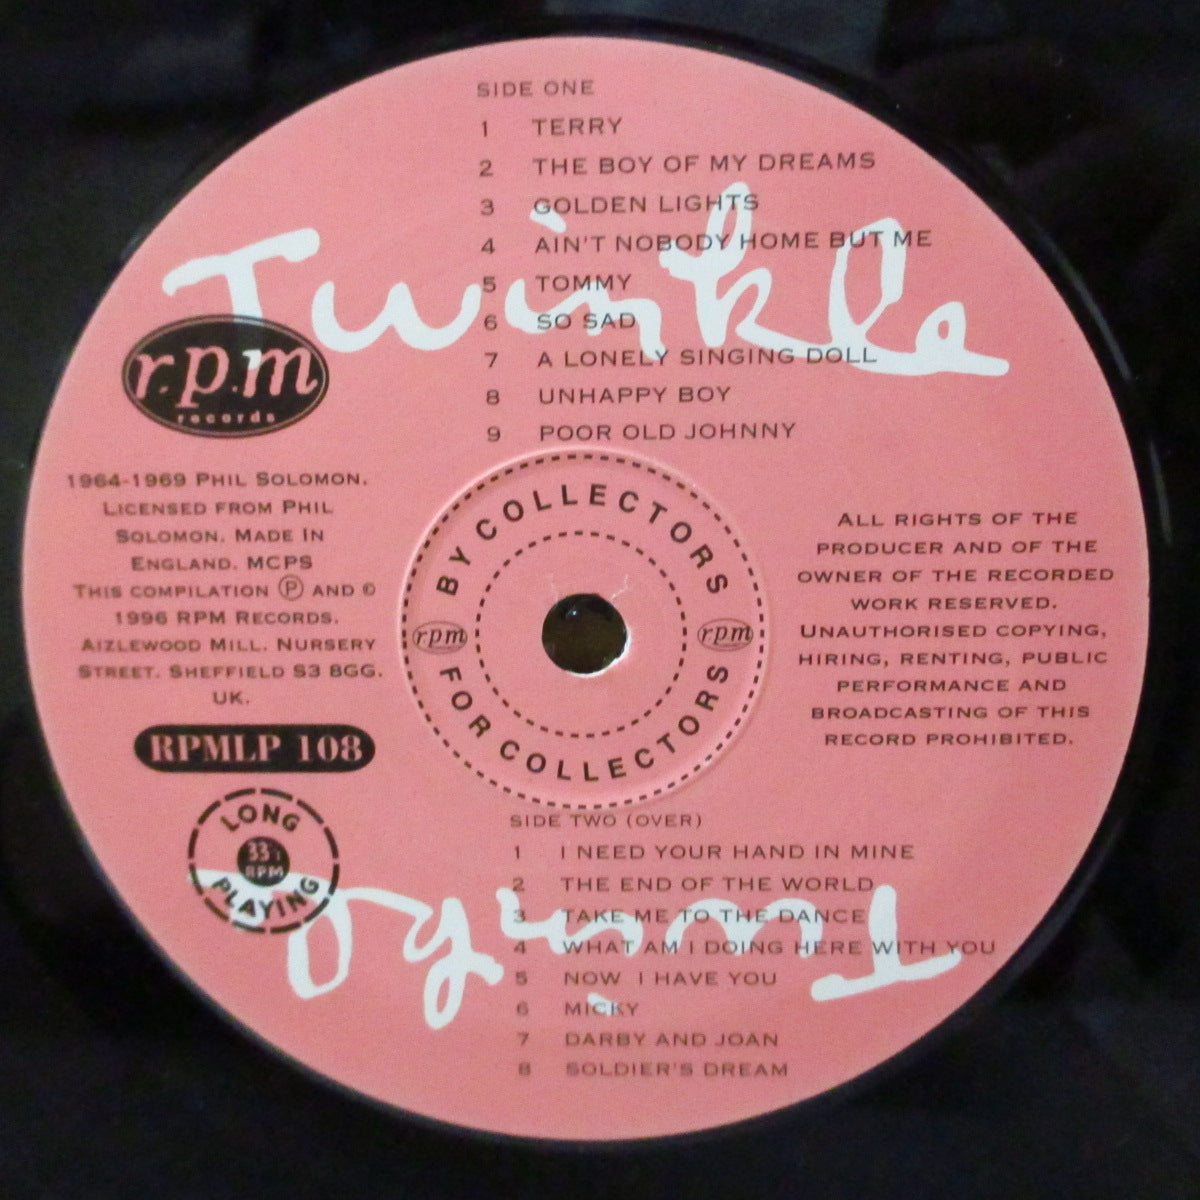 SIDE ONE
1 TERRY
2 THE BOY OF MY DREAMS
3 GOLDEN LIGHTS
4 AIN'T NOBODY HOME BUT ME
5 TOMMY
6 SO SAD
7 A LONELY SINGING DOLL
8 UNHAPPY BOY
9 POOR OLD JOHNNY
Twinkle
r.p.m
records
1964-1969 PHIL SOLOMON.
LICENSED FROM PHIL
SOLOMON. MADE IN
ENGLAND. MCPS
THIS COMPILATION Ⓟ AND ©
1996 RPM RECORDS.
AIZLEWOOD MILL. NURSERY
STREET. SHEFFIELD S3 8GG.
UK.
RPMLP 108
LONG
33⅓
RPM
PLAYING
BY COLLECTORS
r.p.m
r.p.m
FOR COLLECTORS
ALL RIGHTS OF THE
PRODUCER AND OF THE
OWNER OF THE RECORDED
WORK RESERVED.
UNAUTHORISED COPYING,
HIRING, RENTING, PUBLIC
PERFORMANCE AND
BROADCASTING OF THIS
RECORD PROHIBITED.
SIDE TWO (OVER)
1 I NEED YOUR HAND IN MINE
2 THE END OF THE WORLD
3 TAKE ME TO THE DANCE
4 WHAT AM I DOING HERE WITH YOU
5 NOW I HAVE YOU
6 MICKY
7 DARBY AND JOAN
8 SOLDIER'S DREAM
Twinkle